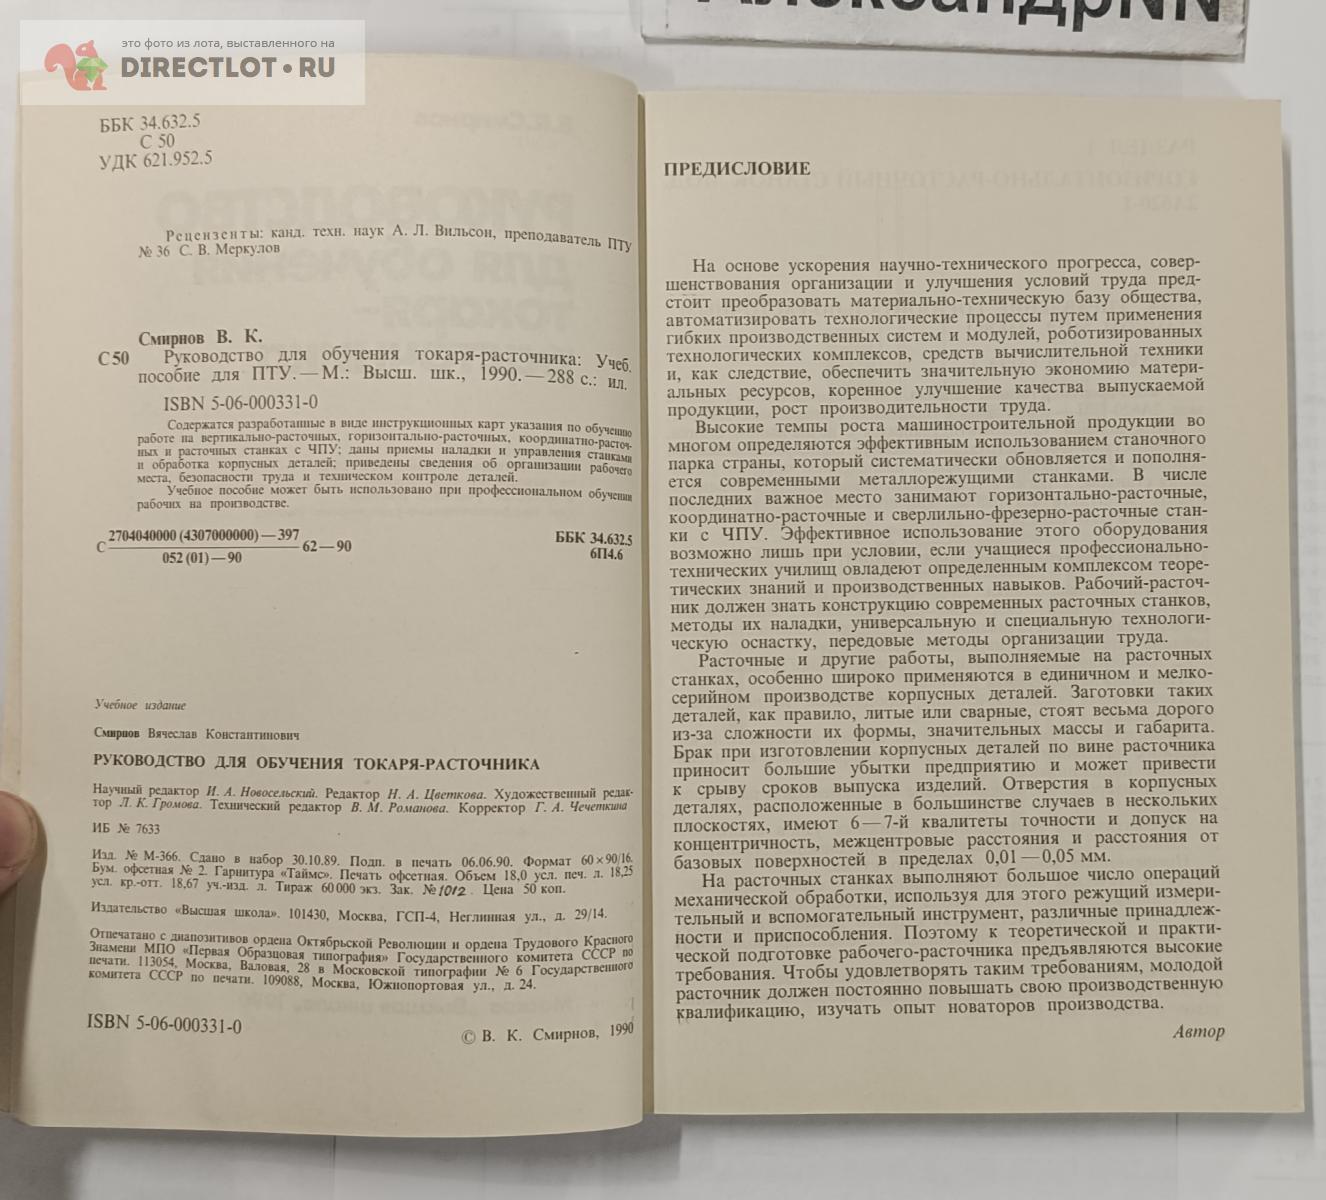 АлександрNN
это фото из лота, выставленного на
DIRECTLOT.RU
ББК 34.632.5
С 50
УДК 621.952.5
Рецензенты: канд. техн. наук А. Л. Вильсон, преподаватель ПТУ
№ 36 С. В. Меркулов
Смирнов В. К.
С 50 Руководство для обучения токаря-расточника: Учеб.
пособие для ПТУ. — М.: Высш. шк., 1990. — 288 с.: ил.
ISBN 5-06-000331-0
Содержатся разработанные в виде инструкционных карт указания по обучению
работе на вертикально-расточных, горизонтально-расточных, координатно-расточ-
ных и расточных станках с ЧПУ; даны приемы наладки и управления станками
и обработка корпусных деталей; приведены сведения об организации рабочего
места, безопасности труда и техническом контроле деталей.
Учебное пособие может быть использовано при профессиональном обучении
рабочих на производстве.
2704040000 (4307000000) — 397
С 62 — 90
052 (01) — 90
ББК 34.632.5
6П4.6
Учебное издание
Смирнов Вячеслав Константинович
РУКОВОДСТВО ДЛЯ ОБУЧЕНИЯ ТОКАРЯ-РАСТОЧНИКА
Научный редактор И. А. Новосельский. Редактор Н. А. Цветкова. Художественный редак-
тор Л. К. Громова. Технический редактор В. М. Романова. Корректор Г. А. Чечеткина
ИБ № 7633
Изд. № М-366. Сдано в набор 30.10.89. Подп. в печать 06.06.90. Формат 60×90/16.
Бум. офсетная № 2. Гарнитура «Таймс». Печать офсетная. Объем 18,0 усл. печ. л. 18,25
усл. кр.-отт. 18,67 уч.-изд. л. Тираж 60 000 экз. Зак. №1012. Цена 50 коп.
Издательство «Высшая школа». 101430, Москва, ГСП-4, Неглинная ул., д. 29/14.
Отпечатано с диапозитивов ордена Октябрьской Революции и ордена Трудового Красного
Знамени МПО «Первая Образцовая типография» Государственного комитета СССР по
печати. 113054, Москва, Валовая, 28 в Московской типографии № 6 Государственного
комитета СССР по печати. 109088, Москва, Южнопортовая ул., д. 24.
ISBN 5-06-000331-0
© В. К. Смирнов, 1990
ПРЕДИСЛОВИЕ
На основе ускорения научно-технического прогресса, совер-
шенствования организации и улучшения условий труда пред-
стоит преобразовать материально-техническую базу общества,
автоматизировать технологические процессы путем применения
гибких производственных систем и модулей, роботизированных
технологических комплексов, средств вычислительной техники
и, как следствие, обеспечить значительную экономию матери-
альных ресурсов, коренное улучшение качества выпускаемой
продукции, рост производительности труда.
Высокие темпы роста машиностроительной продукции во
многом определяются эффективным использованием станочного
парка страны, который систематически обновляется и пополня-
ется современными металлорежущими станками. В числе
последних важное место занимают горизонтально-расточные,
координатно-расточные и сверлильно-фрезерно-расточные стан-
ки с ЧПУ. Эффективное использование этого оборудования
возможно лишь при условии, если учащиеся профессионально-
технических училищ овладеют определенным комплексом теоре-
тических знаний и производственных навыков. Рабочий-расточ-
ник должен знать конструкцию современных расточных станков,
методы их наладки, универсальную и специальную технологи-
ческую оснастку, передовые методы организации труда.
Расточные и другие работы, выполняемые на расточных
станках, особенно широко применяются в единичном и мелко-
серийном производстве корпусных деталей. Заготовки таких
деталей, как правило, литые или сварные, стоят весьма дорого
из-за сложности их формы, значительных массы и габарита.
Брак при изготовлении корпусных деталей по вине расточника
приносит большие убытки предприятию и может привести
к срыву сроков выпуска изделий. Отверстия в корпусных
деталях, расположенные в большинстве случаев в нескольких
плоскостях, имеют 6 — 7-й квалитеты точности и допуск на
концентричность, межцентровые расстояния и расстояния от
базовых поверхностей в пределах 0,01 — 0,05 мм.
На расточных станках выполняют большое число операций
механической обработки, используя для этого режущий измери-
тельный и вспомогательный инструмент, различные принадлеж-
ности и приспособления. Поэтому к теоретической и практи-
ческой подготовке рабочего-расточника предъявляются высокие
требования. Чтобы удовлетворять таким требованиям, молодой
расточник должен постоянно повышать свою производственную
квалификацию, изучать опыт новаторов производства.
Автор